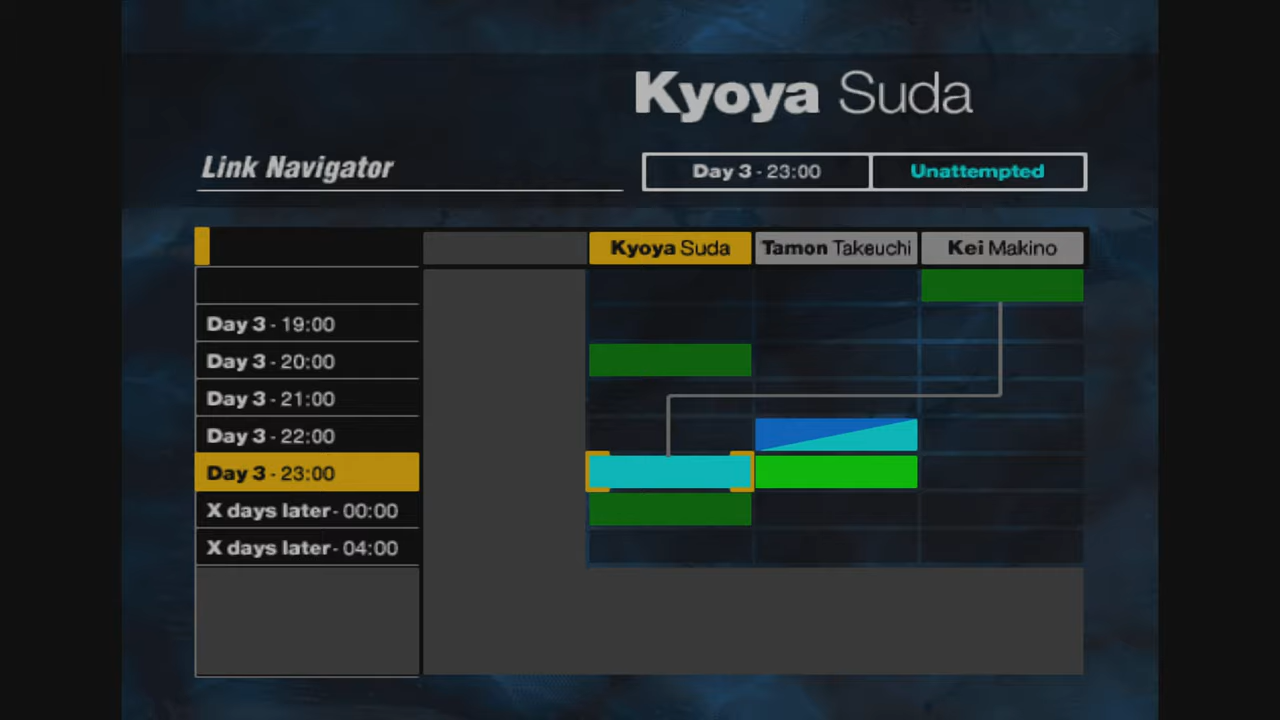 Kyoya Suda
Link Navigator
Day 3 - 23:00
Unattempted
Kyoya Suda
Tamon Takeuchi
Kei Makino
Day 3 - 19:00
Day 3 - 20:00
Day 3 - 21:00
Day 3 - 22:00
Day 3 - 23:00
X days later- 00:00
X days later- 04:00